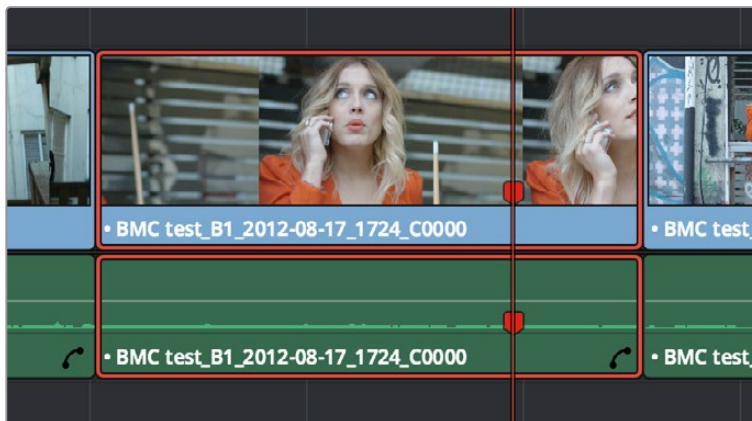 • BMC test_B1_2012-08-17_1724_C0000
• BMC test_
• BMC test_B1_2012-08-17_1724_C0000
• BMC test_